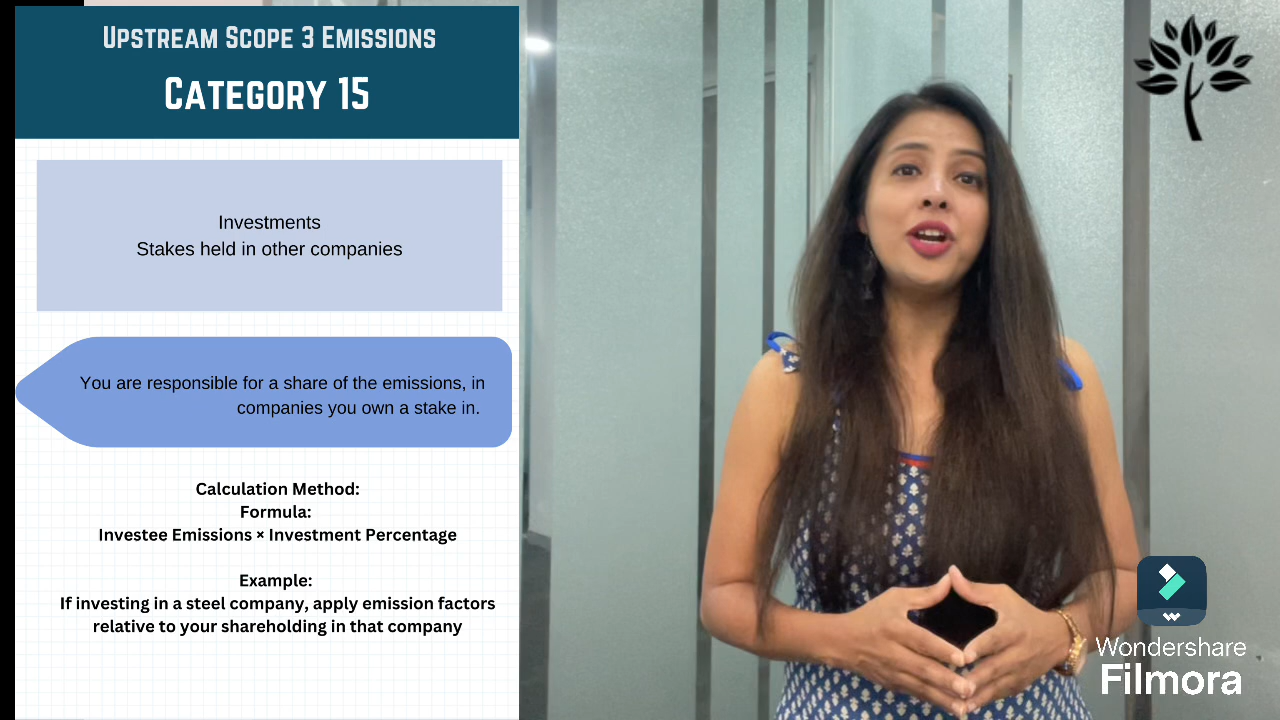 Upstream Scope 3 Emissions
Category 15
Investments
Stakes held in other companies
You are responsible for a share of the emissions, in
companies you own a stake in.
Calculation Method:
Formula:
Investee Emissions × Investment Percentage
Example:
If investing in a steel company, apply emission factors
relative to your shareholding in that company
Wondershare
Filmora